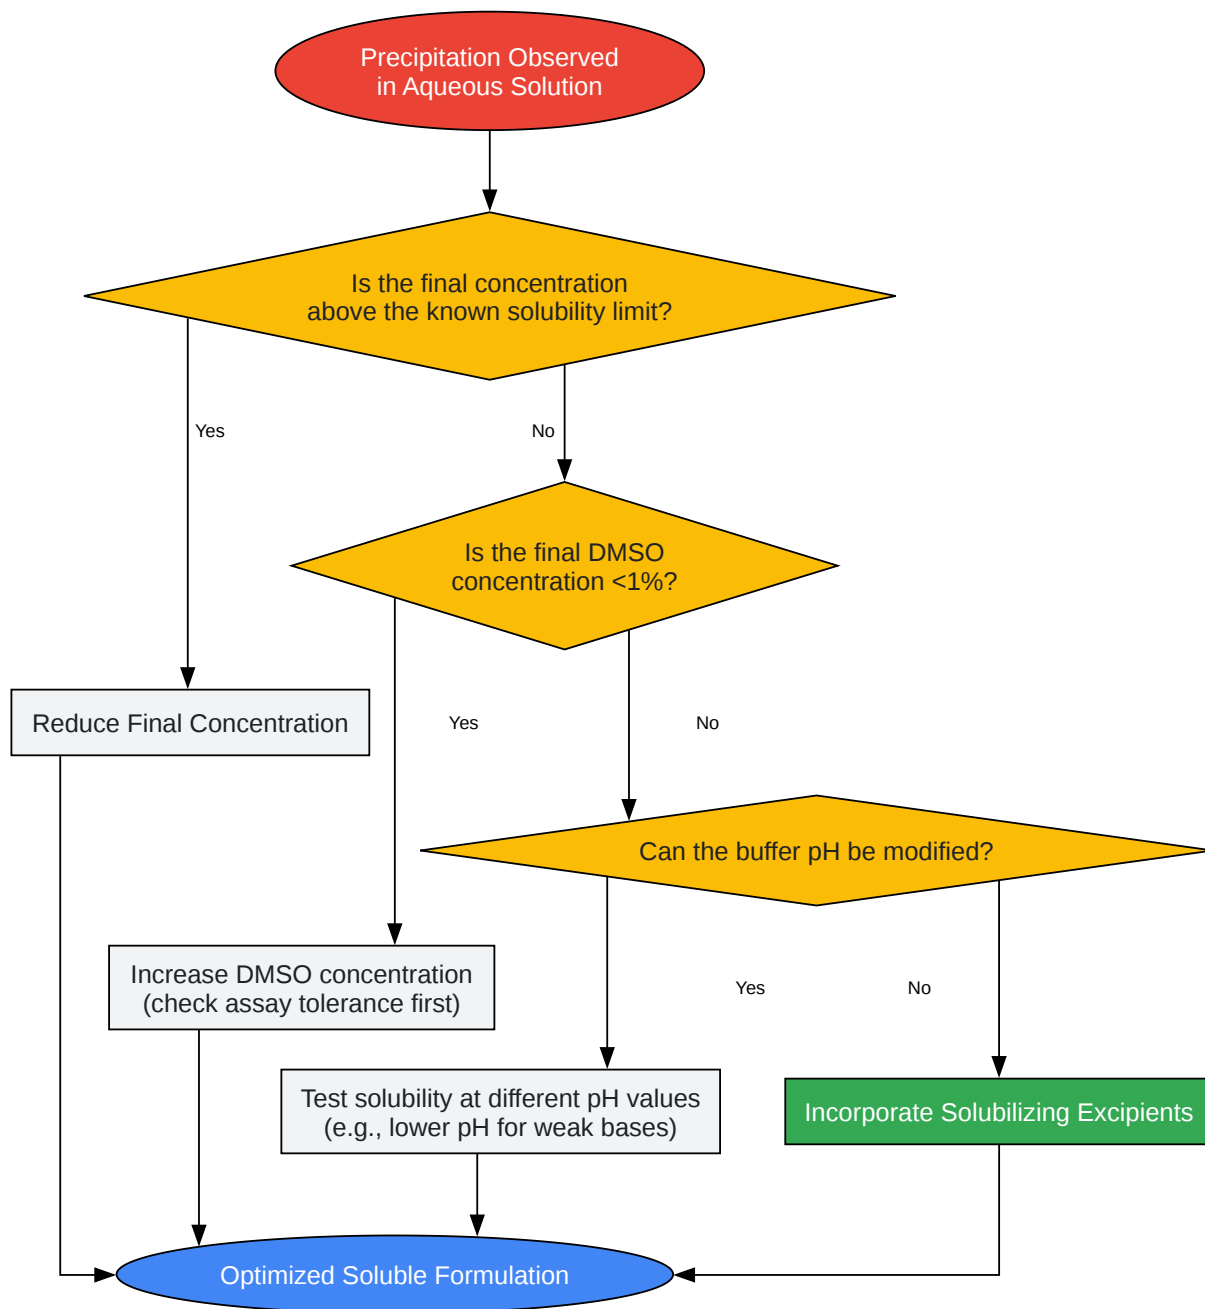 Precipitation Observed
in Aqueous Solution
Is the final concentration
above the known solubility limit?
Yes
No
Is the final DMSO
concentration <1%?
Reduce Final Concentration
Yes
No
Can the buffer pH be modified?
Increase DMSO concentration
(check assay tolerance first)
Yes
No
Test solubility at different pH values
(e.g., lower pH for weak bases)
Incorporate Solubilizing Excipients
Optimized Soluble Formulation